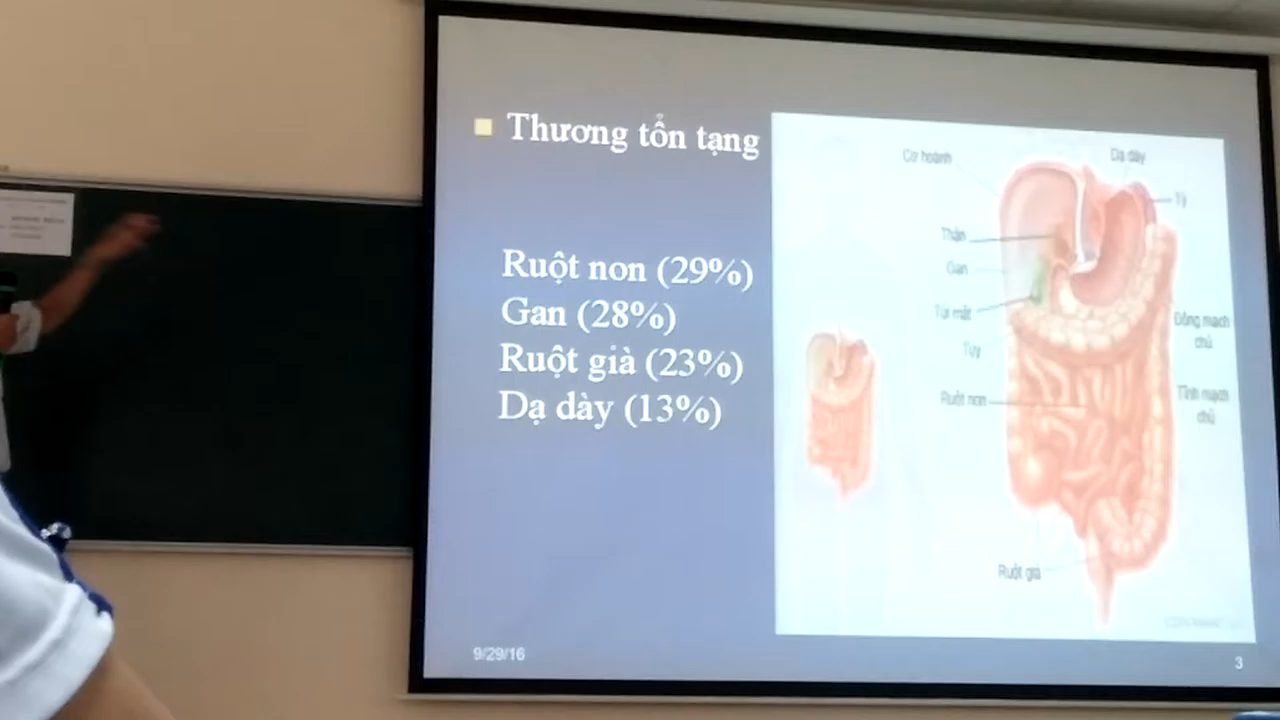 Thương tổn tạng
Ruột non (29%)
Gan (28%)
Ruột già (23%)
Dạ dày (13%)
Cơ hoành
Dạ dày
Tỳ
Thận
Gan
Túi mật
Tụy
Động mạch
chủ
Ruột non
Tĩnh mạch
chủ
Ruột già
9/29/16
3